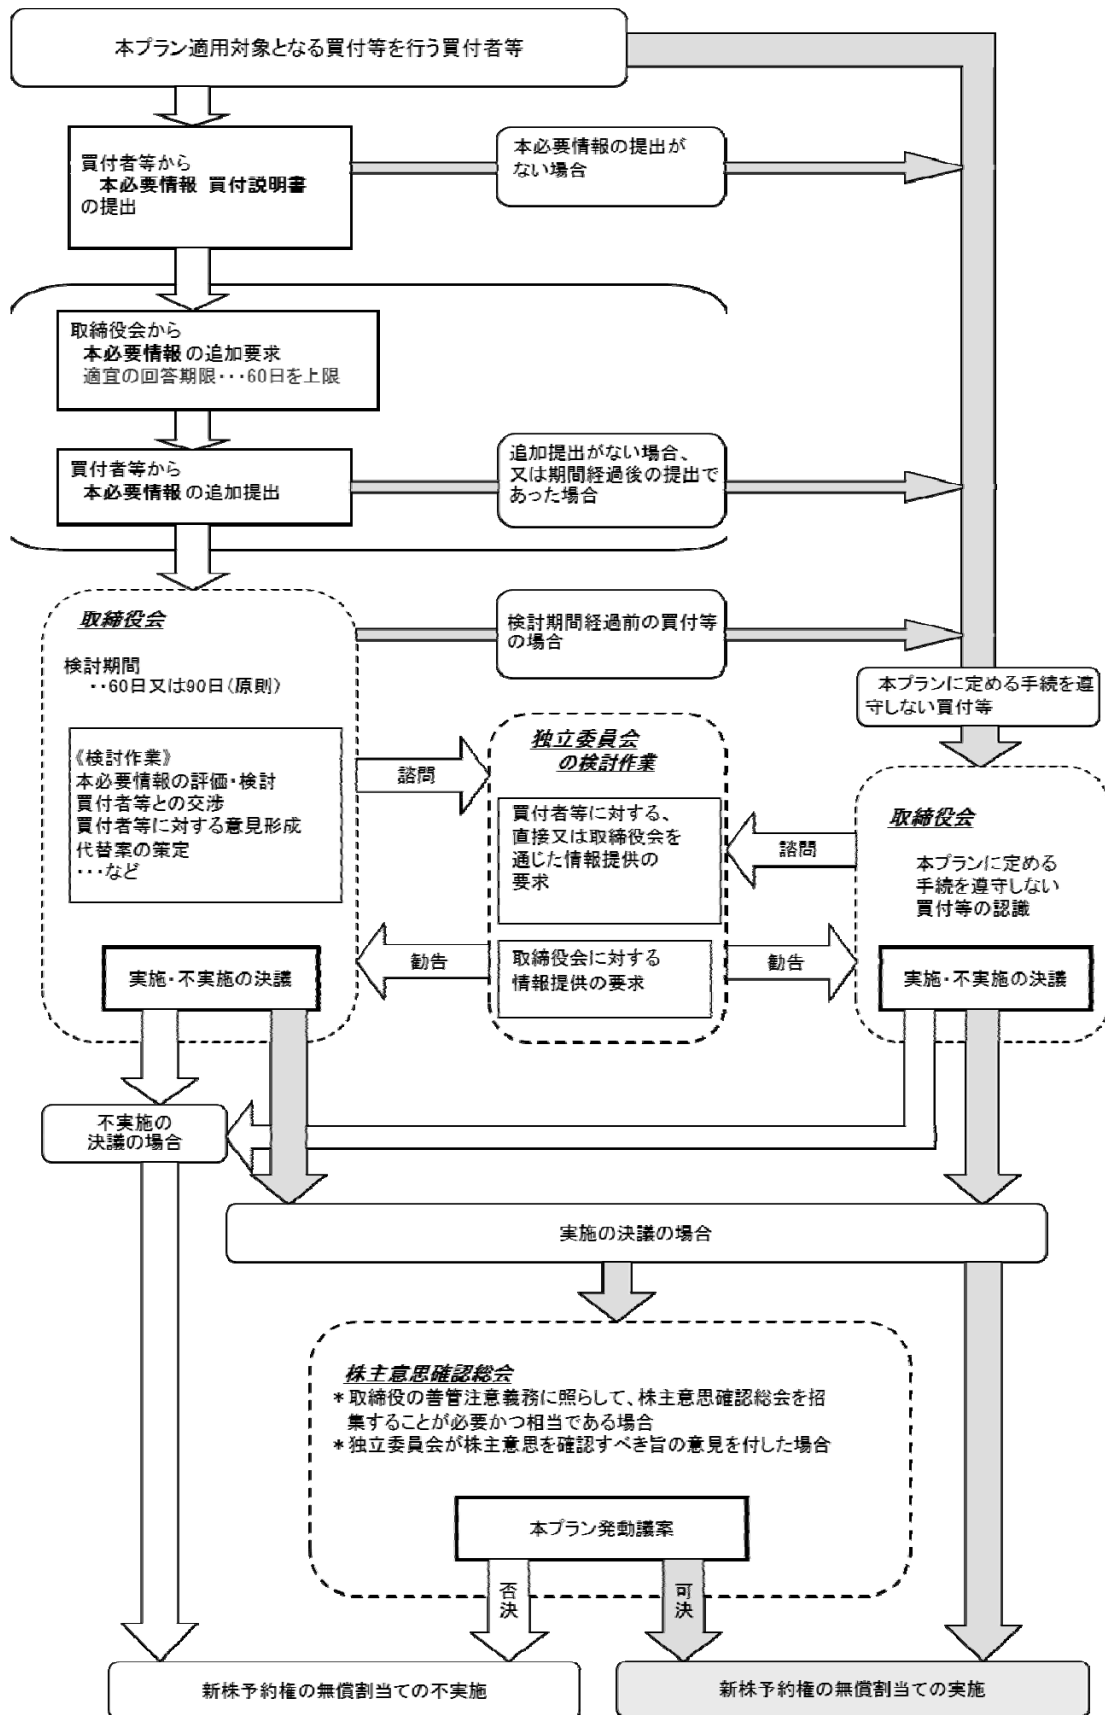 本プラン適用対象となる買付等を行う買付者等
買付者等から
本必要情報 買付説明書
の提出
本必要情報の提出が
ない場合
取締役会から
本必要情報の追加要求
適宜の回答期限・・・60日を上限
買付者等から
本必要情報の追加提出
追加提出がない場合、
又は期間経過後の提出で
あった場合
取締役会
検討期間
・・60日又は90日(原則)
検討期間経過前の買付等
の場合
本プランに定める手続を遵
守しない買付等
《検討作業》
本必要情報の評価・検討
買付者等との交渉
買付者等に対する意見形成
代替案の策定
・・・など
諮問
独立委員会
の検討作業
買付者等に対する、
直接又は取締役会を
通じた情報提供の
要求
諮問
取締役会
本プランに定める
手続を遵守しない
買付等の認識
実施・不実施の決議
勧告
取締役会に対する
情報提供の要求
勧告
実施・不実施の決議
不実施の
決議の場合
実施の決議の場合
株主意思確認総会
*取締役の善管注意義務に照らして、株主意思確認総会を招
集することが必要かつ相当である場合
*独立委員会が株主意思を確認すべき旨の意見を付した場合
本プラン発動議案
否決
可決
新株予約権の無償割当ての不実施
新株予約権の無償割当ての実施